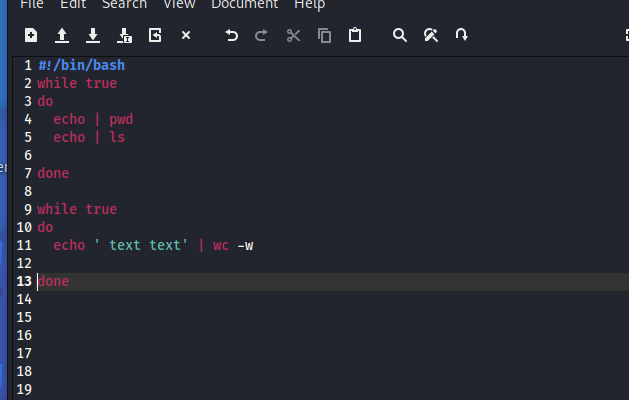 File Edit Search View Document Help
1 #!/bin/bash
2 while true
3 do
4   echo | pwd
5   echo | ls
6
7 done
8
9 while true
10 do
11   echo ' text text' | wc -w
12
13 done
14
15
16
17
18
19